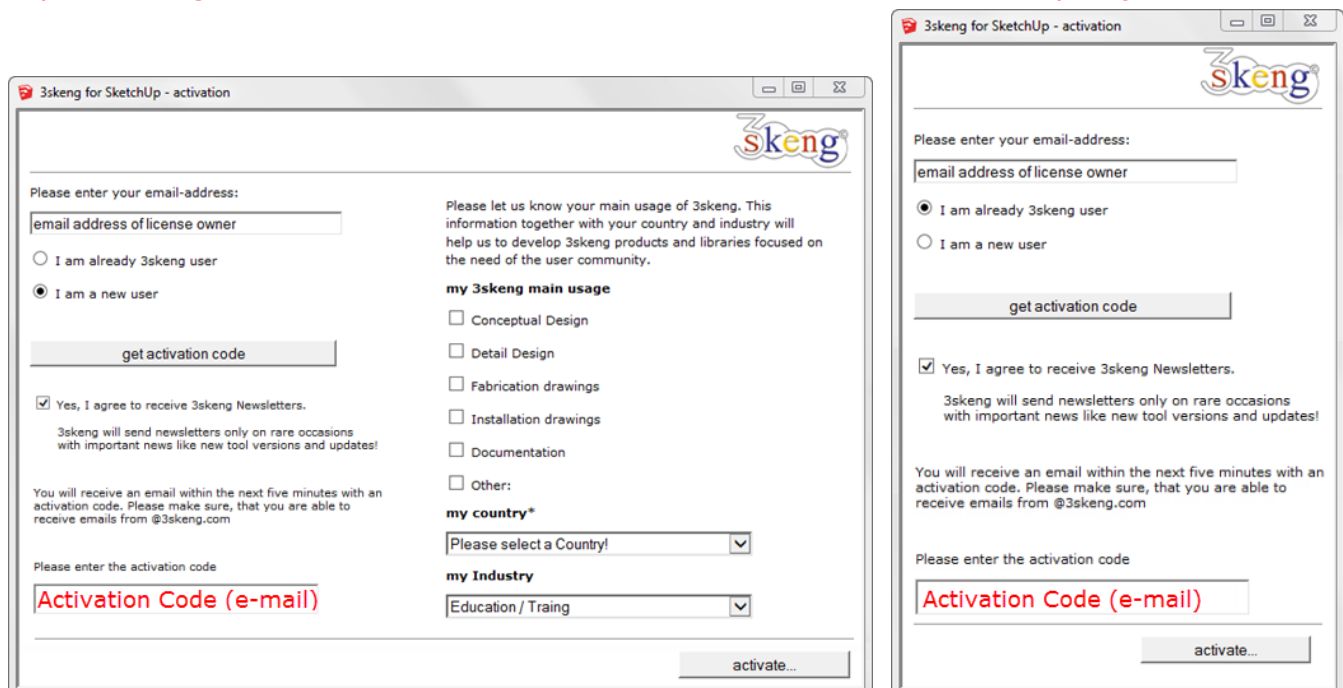 3skeng for SketchUp - activation
3skeng
Please enter your email-address:
email address of license owner
I am already 3skeng user
I am a new user
get activation code
Yes, I agree to receive 3skeng Newsletters.
3skeng will send newsletters only on rare occasions
with important news like new tool versions and updates!
You will receive an email within the next five minutes with an
activation code. Please make sure, that you are able to
receive emails from @3skeng.com
Please enter the activation code
Activation Code (e-mail)
Please let us know your main usage of 3skeng. This
information together with your country and industry will
help us to develop 3skeng products and libraries focused on
the need of the user community.
my 3skeng main usage
Conceptual Design
Detail Design
Fabrication drawings
Installation drawings
Documentation
Other:
my country*
Please select a Country!
my Industry
Education / Traing
activate...
3skeng for SketchUp - activation
3skeng
Please enter your email-address:
email address of license owner
I am already 3skeng user
I am a new user
get activation code
Yes, I agree to receive 3skeng Newsletters.
3skeng will send newsletters only on rare occasions
with important news like new tool versions and updates!
You will receive an email within the next five minutes with an
activation code. Please make sure, that you are able to
receive emails from @3skeng.com
Please enter the activation code
Activation Code (e-mail)
activate...